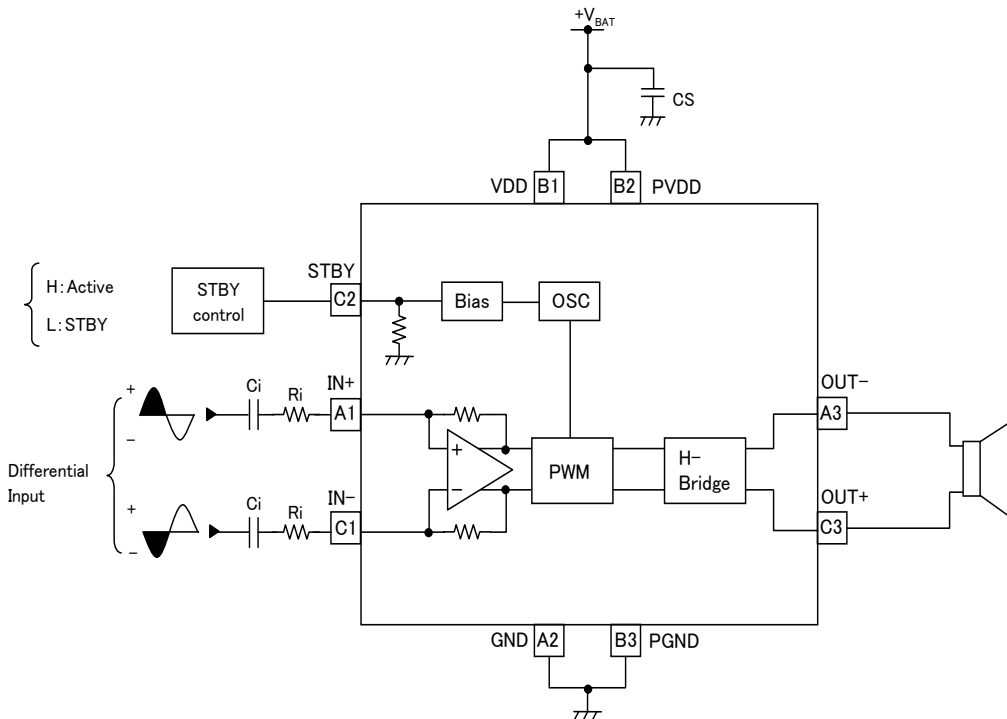 +VBAT
CS
VDD B1 B2 PVDD
STBY
H:Active
L:STBY
STBY
control
C2
Bias
OSC
IN+
OUT-
+
-
Ci
Ri
A1
A3
Differential
Input
+
-
PWM
H-
Bridge
+
-
Ci
Ri
IN-
C1
OUT+
C3
GND A2 B3 PGND